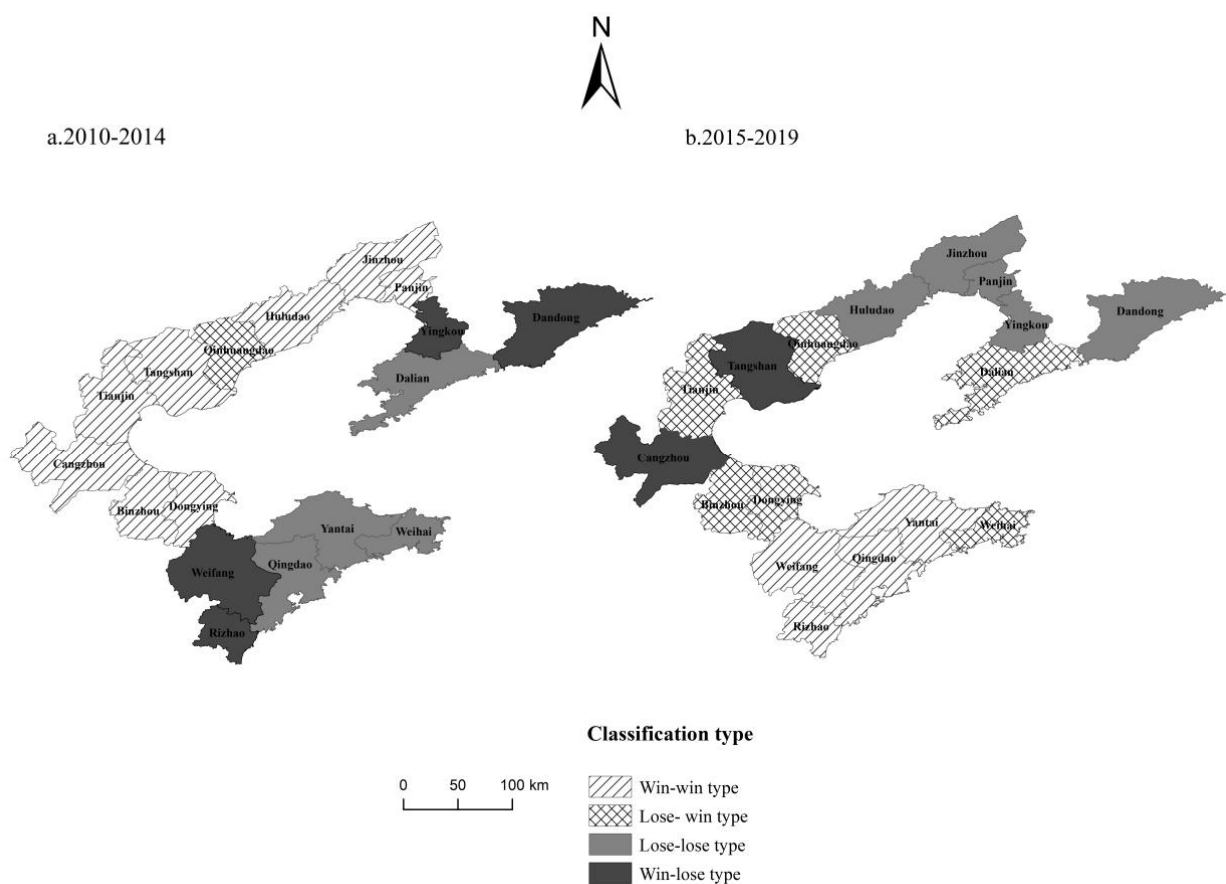 N
a.2010-2014
b.2015-2019
Jinzhou
Panjin
Huludao
Yingkou
Dandong
Qinhuangdao
Tangshan
Dalian
Tianjin
Cangzhou
Binzhou
Dongying
Yantai
Weihai
Qingdao
Weifang
Rizhao
Jinzhou
Panjin
Huludao
Dandong
Yingkou
Qinhuangdao
Tangshan
Dalian
Tianjin
Cangzhou
Binzhou
Dongying
Yantai
Weihai
Qingdao
Weifang
Rizhao
Classification type
0 50 100 km
Win-win type
Lose- win type
Lose-lose type
Win-lose type